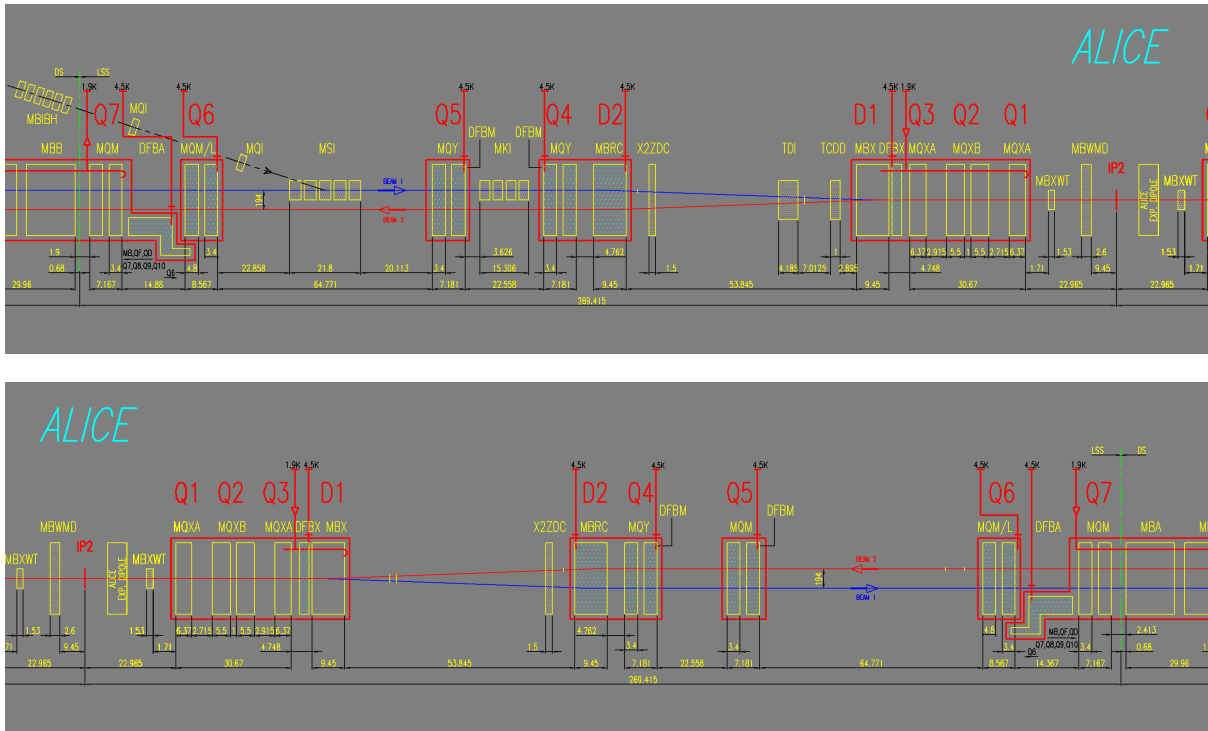 ALICE
DS LSS
1.9K 4.5K 4.5K 4.5K 4.5K 4.5K 4.5K 1.9K
Q7 Q6 Q5 Q4 D2 D1 Q3 Q2 Q1
MBIBH MQI
DFBM DFBM
MBB MQM DFBA MQM/L MQI MSI MQY MKI MQY MBRC X2ZDC TDI TCDD MBX DFBX MQXA MQXB MQXA MBWMD
IP2
MBXWT ALICE EXP. DIPOLE MBXWT
BEAM 1
194
BEAM 2
1.9 MB,QF,QD 3.626 4.762 1 6.37 2.915 5.5 1 5.5 2.715 6.37 1.53 2.6 1.53
0.68 3.4 Q7,Q8,Q9,Q10 4.8 3.4 22.858 21.8 20.113 3.4 15.306 3.4 1.5 4.185 7.0125 2.895 4.748 1.71 9.45 1.71
Q6
29.96 7.167 14.88 8.567 64.771 7.181 22.558 7.181 9.45 53.845 9.45 30.67 22.965 22.965
269.415
ALICE
LSS DS
1.9K 4.5K 4.5K 4.5K 4.5K 4.5K 4.5K 1.9K
Q1 Q2 Q3 D1 D2 Q4 Q5 Q6 Q7
DFBM DFBM
MBWMD MQXA MQXB MQXA DFBX MBX X2ZDC MBRC MQY MQM MQM/L DFBA MQM MBA
IP2
MBXWT ALICE EXP. DIPOLE MBXWT
BEAM 2
194
BEAM 1
1.53 2.6 1.53 6.37 2.715 5.5 1 5.5 2.915 6.37 4.762 4.8 MB,QF,QD 2.413
9.45 1.71 4.748 1.5 3.4 3.4 3.4 Q7,Q8,Q9,Q10 3.4 0.68
Q6
22.965 22.965 30.67 9.45 53.845 9.45 7.181 22.558 7.181 64.771 8.567 14.367 7.167 29.96
269.415